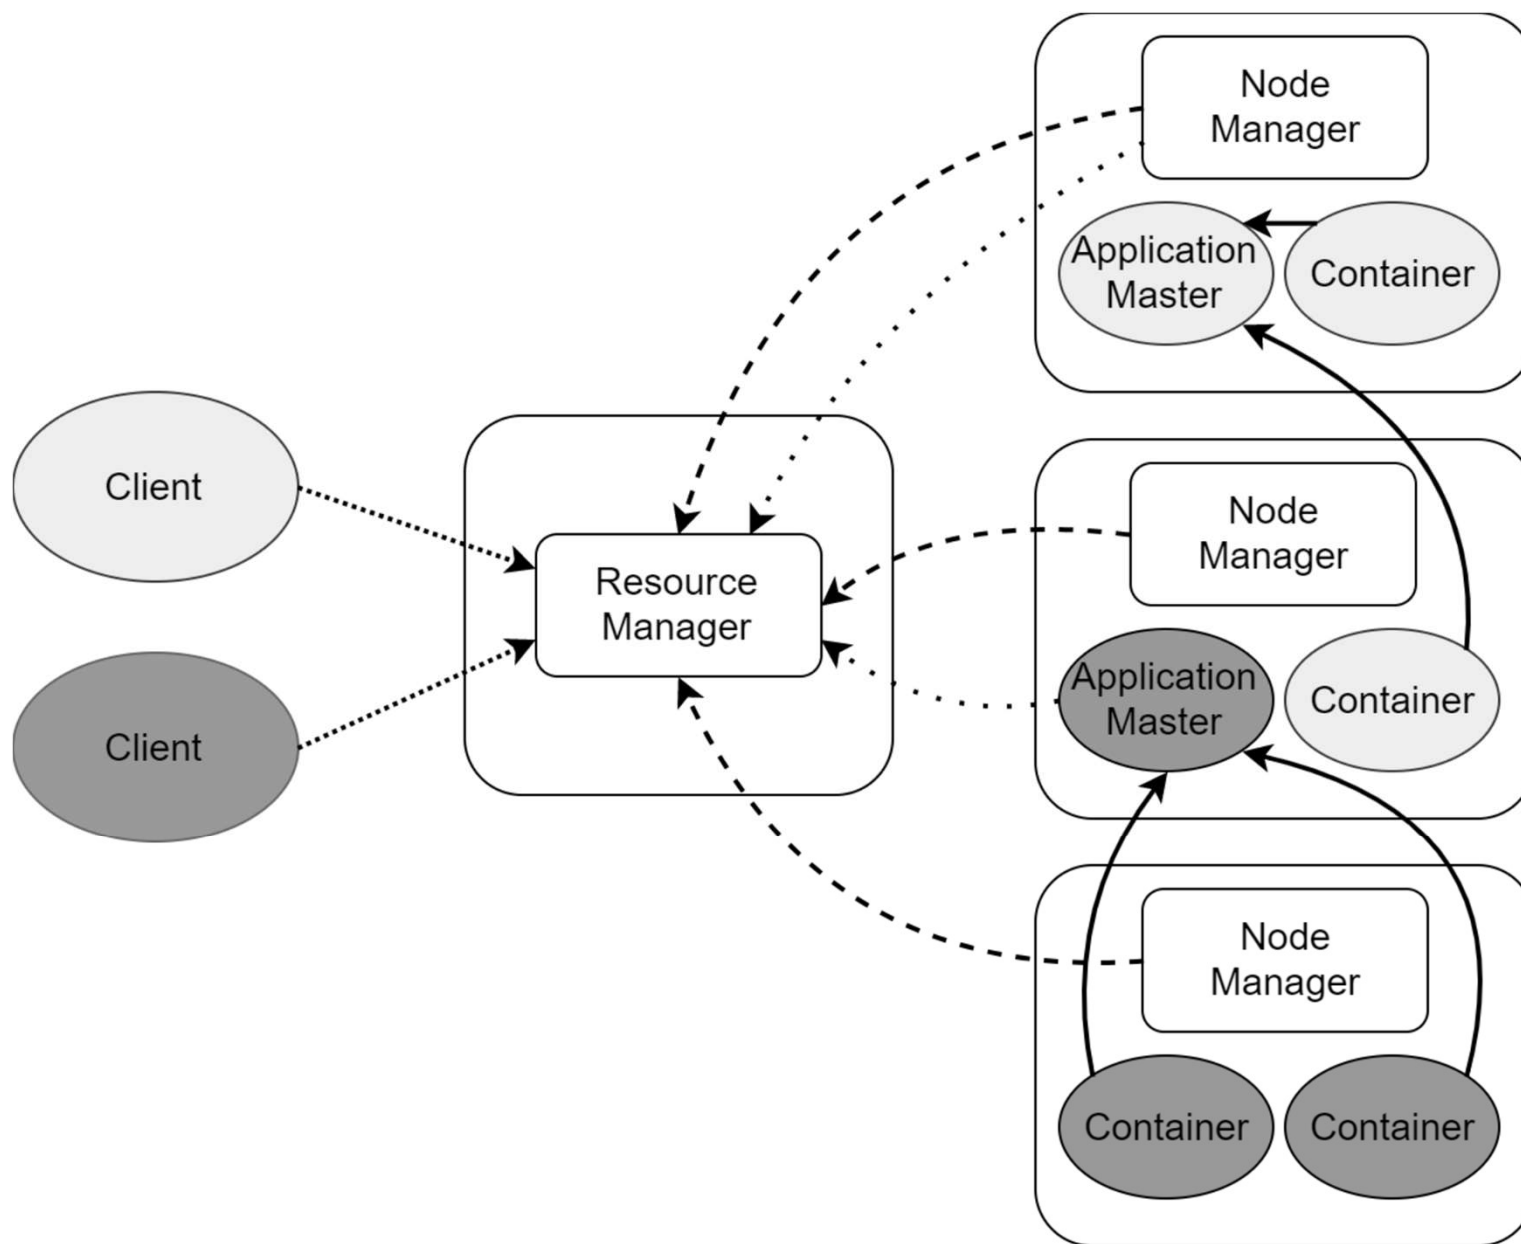 Node
Manager
Application
Master
Container
Client
Resource
Manager
Node
Manager
Application
Master
Container
Client
Node
Manager
Container
Container